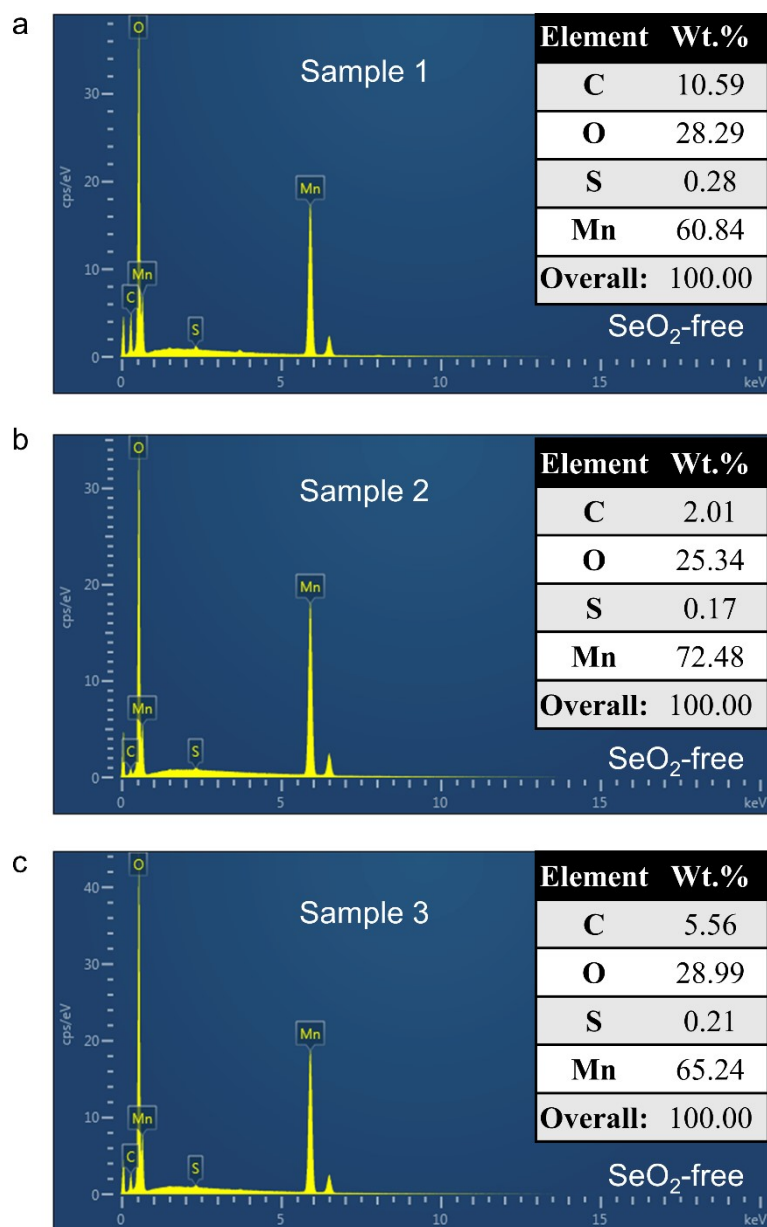 a
Sample 1
Element Wt.%
C 10.59
O 28.29
S 0.28
Mn 60.84
Overall: 100.00
SeO₂-free
O
Mn
Mn
C
S
cps/eV
30
20
10
0
0 5 10 15 keV
b
Sample 2
Element Wt.%
C 2.01
O 25.34
S 0.17
Mn 72.48
Overall: 100.00
SeO₂-free
O
Mn
Mn
C
S
cps/eV
30
20
10
0
0 5 10 15 keV
c
Sample 3
Element Wt.%
C 5.56
O 28.99
S 0.21
Mn 65.24
Overall: 100.00
SeO₂-free
O
Mn
Mn
C
S
cps/eV
40
30
20
10
0
0 5 10 15 keV